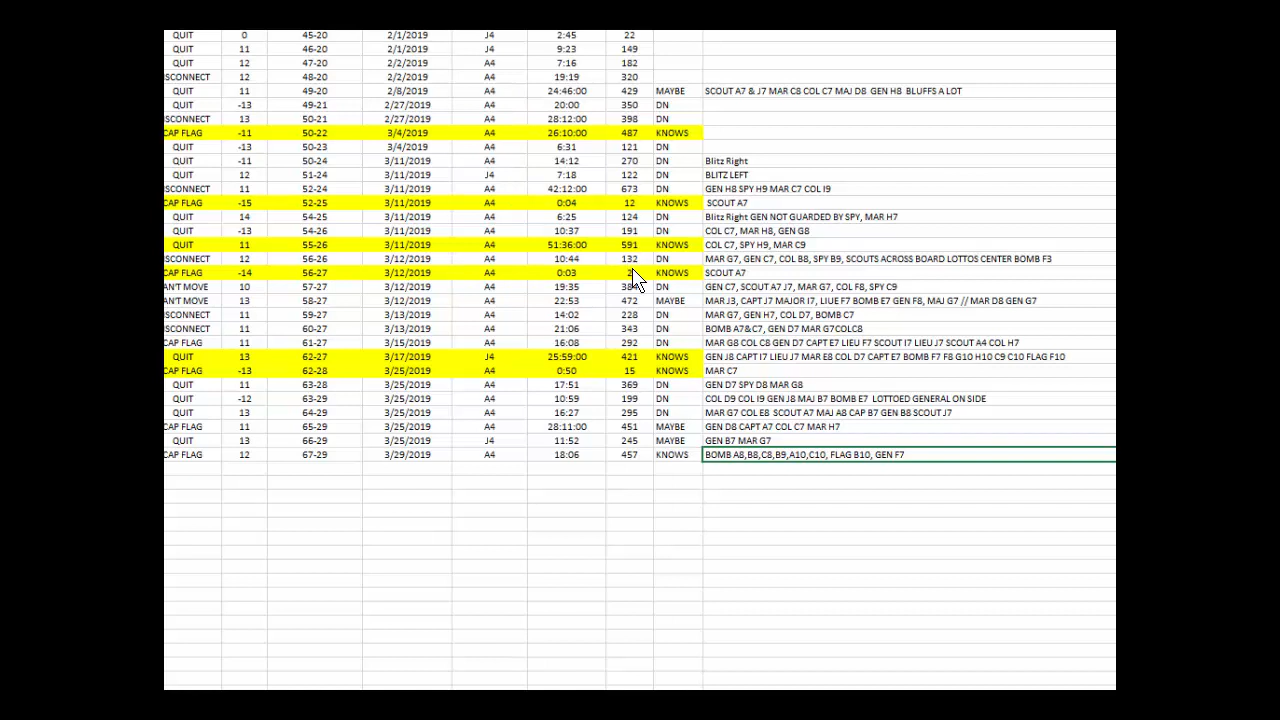 QUIT 0 45-20 2/1/2019 J4 2:45 22
QUIT 11 46-20 2/1/2019 J4 9:23 149
QUIT 12 47-20 2/2/2019 A4 7:16 182
ISCONNECT 12 48-20 2/2/2019 A4 19:19 320
QUIT 11 49-20 2/8/2019 A4 24:46:00 429 MAYBE SCOUT A7 & J7 MAR C8 COL C7 MAJ D8 GEN H8 BLUFFS A LOT
QUIT -13 49-21 2/27/2019 A4 20:00 350 DN
ISCONNECT 13 50-21 2/27/2019 A4 28:12:00 398 DN
CAP FLAG -11 50-22 3/4/2019 A4 26:10:00 487 KNOWS
QUIT -13 50-23 3/4/2019 A4 6:31 121 DN
QUIT -11 50-24 3/11/2019 A4 14:12 270 DN Blitz Right
QUIT 12 51-24 3/11/2019 J4 7:18 122 DN BLITZ LEFT
ISCONNECT 11 52-24 3/11/2019 A4 42:12:00 673 DN GEN H8 SPY H9 MAR C7 COL I9
CAP FLAG -15 52-25 3/11/2019 A4 0:04 12 KNOWS SCOUT A7
QUIT 14 54-25 3/11/2019 A4 6:25 124 DN Blitz Right GEN NOT GUARDED BY SPY, MAR H7
QUIT -13 54-26 3/11/2019 A4 10:37 191 DN COL C7, MAR H8, GEN G8
QUIT 11 55-26 3/11/2019 A4 51:36:00 591 KNOWS COL C7, SPY H9, MAR C9
ISCONNECT 12 56-26 3/12/2019 A4 10:44 132 DN MAR G7, GEN C7, COL B8, SPY B9, SCOUTS ACROSS BOARD LOTTOS CENTER BOMB F3
CAP FLAG -14 56-27 3/12/2019 A4 0:03 KNOWS SCOUT A7
AN'T MOVE 10 57-27 3/12/2019 A4 19:35 DN GEN C7, SCOUT A7 J7, MAR G7, COL F8, SPY C9
AN'T MOVE 13 58-27 3/12/2019 A4 22:53 472 MAYBE MAR J3, CAPT J7 MAJOR I7, LIUE F7 BOMB E7 GEN F8, MAJ G7 // MAR D8 GEN G7
ISCONNECT 11 59-27 3/13/2019 A4 14:02 228 DN MAR G7, GEN H7, COL D7, BOMB C7
ISCONNECT 11 60-27 3/13/2019 A4 21:06 343 DN BOMB A7&C7, GEN D7 MAR G7COLC8
CAP FLAG 11 61-27 3/15/2019 A4 16:08 292 DN MAR G8 COL C8 GEN D7 CAPT E7 LIEU F7 SCOUT I7 LIEU J7 SCOUT A4 COL H7
QUIT 13 62-27 3/17/2019 J4 25:59:00 421 KNOWS GEN J8 CAPT I7 LIEU J7 MAR E8 COL D7 CAPT E7 BOMB F7 F8 G10 H10 C9 C10 FLAG F10
CAP FLAG -13 62-28 3/25/2019 A4 0:50 15 KNOWS MAR C7
QUIT 11 63-28 3/25/2019 A4 17:51 369 DN GEN D7 SPY D8 MAR G8
QUIT -12 63-29 3/25/2019 A4 10:59 199 DN COL D9 COL I9 GEN J8 MAJ B7 BOMB E7 LOTTOED GENERAL ON SIDE
QUIT 13 64-29 3/25/2019 A4 16:27 295 DN MAR G7 COL E8 SCOUT A7 MAJ A8 CAP B7 GEN B8 SCOUT J7
CAP FLAG 11 65-29 3/25/2019 A4 28:11:00 451 MAYBE GEN D8 CAPT A7 COL C7 MAR H7
QUIT 13 66-29 3/25/2019 J4 11:52 245 MAYBE GEN B7 MAR G7
CAP FLAG 12 67-29 3/29/2019 A4 18:06 457 KNOWS BOMB A8,B8,C8,B9,A10,C10, FLAG B10, GEN F7